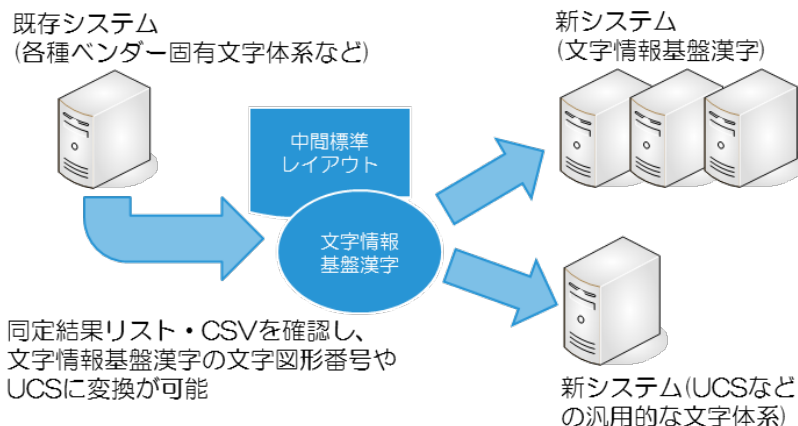 既存システム
(各種ベンダー固有文字体系など)
新システム
(文字情報基盤漢字)
中間標準
レイアウト
文字情報
基盤漢字
同定結果リスト・CSVを確認し、
文字情報基盤漢字の文字図形番号や
UCSに変換が可能
新システム(UCSなど
の汎用的な文字体系)